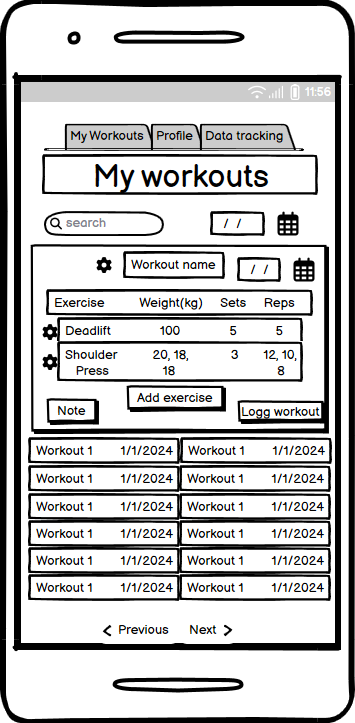 11:56
My Workouts Profile Data tracking
My workouts
search / /
Workout name / /
Exercise Weight(kg) Sets Reps
Deadlift 100 5 5
Shoulder 20, 18, 3 12, 10,
Press 18 8
Note Add exercise Logg workout
Workout 1 1/1/2024 Workout 1 1/1/2024
Workout 1 1/1/2024 Workout 1 1/1/2024
Workout 1 1/1/2024 Workout 1 1/1/2024
Workout 1 1/1/2024 Workout 1 1/1/2024
Workout 1 1/1/2024 Workout 1 1/1/2024
Workout 1 1/1/2024 Workout 1 1/1/2024
Previous Next